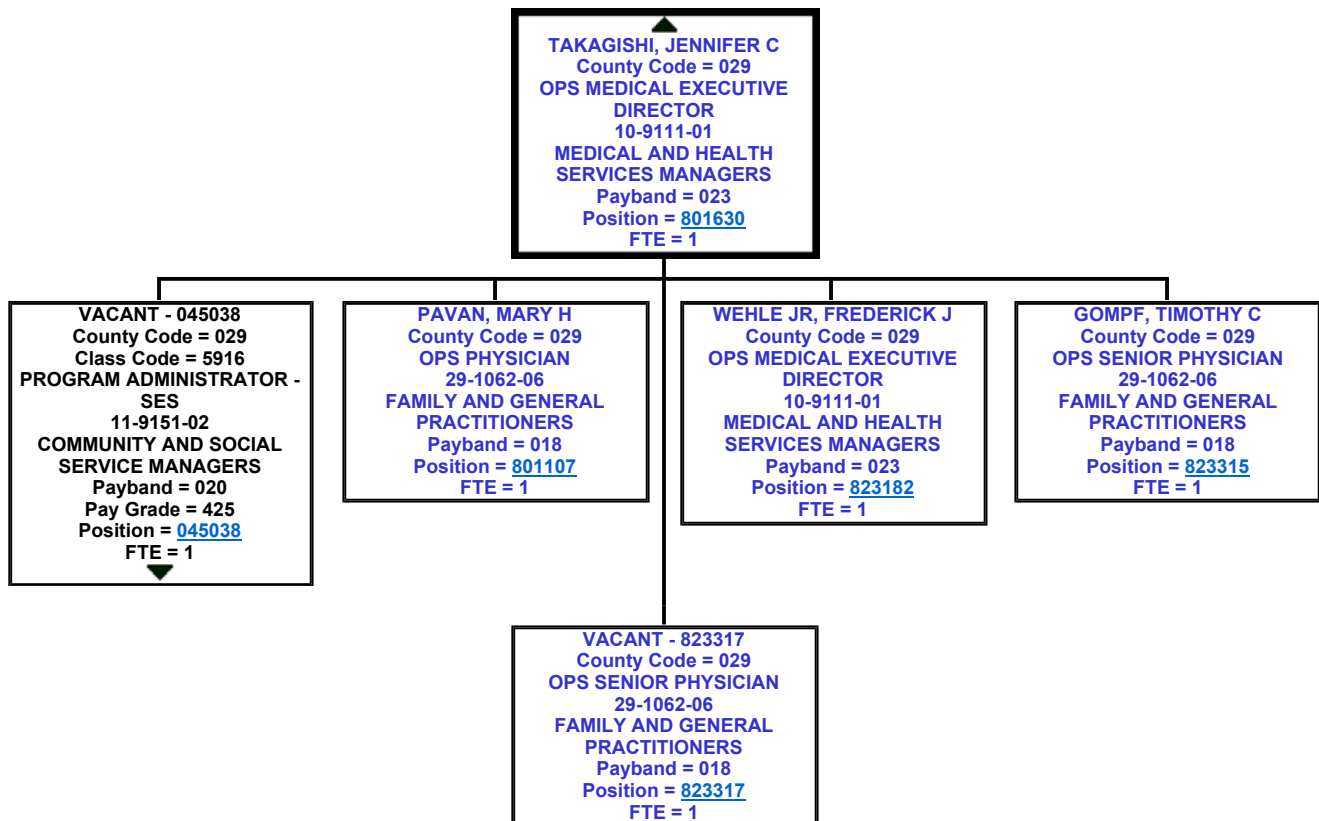 TAKAGISHI, JENNIFER C
County Code = 029
OPS MEDICAL EXECUTIVE
DIRECTOR
10-9111-01
MEDICAL AND HEALTH
SERVICES MANAGERS
Payband = 023
Position = 801630
FTE = 1
VACANT - 045038
County Code = 029
Class Code = 5916
PROGRAM ADMINISTRATOR -
SES
11-9151-02
COMMUNITY AND SOCIAL
SERVICE MANAGERS
Payband = 020
Pay Grade = 425
Position = 045038
FTE = 1
PAVAN, MARY H
County Code = 029
OPS PHYSICIAN
29-1062-06
FAMILY AND GENERAL
PRACTITIONERS
Payband = 018
Position = 801107
FTE = 1
WEHLE JR, FREDERICK J
County Code = 029
OPS MEDICAL EXECUTIVE
DIRECTOR
10-9111-01
MEDICAL AND HEALTH
SERVICES MANAGERS
Payband = 023
Position = 823182
FTE = 1
GOMPF, TIMOTHY C
County Code = 029
OPS SENIOR PHYSICIAN
29-1062-06
FAMILY AND GENERAL
PRACTITIONERS
Payband = 018
Position = 823315
FTE = 1
VACANT - 823317
County Code = 029
OPS SENIOR PHYSICIAN
29-1062-06
FAMILY AND GENERAL
PRACTITIONERS
Payband = 018
Position = 823317
FTE = 1